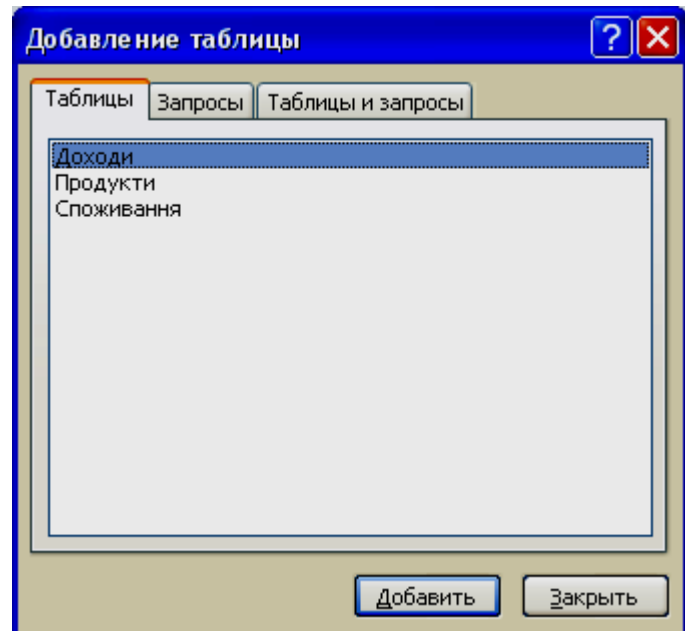 Добавление таблицы
Таблицы Запросы Таблицы и запросы
Доходи
Продукти
Споживання
Добавить Закрыть